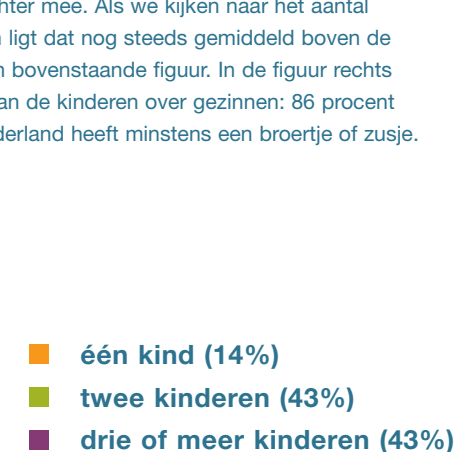 chter mee. Als we kijken naar het aantal
ligt dat nog steeds gemiddeld boven de
bovenstaande figuur. In de figuur rechts
an de kinderen over gezinnen: 86 procent
derland heeft minstens een broertje of zusje.
één kind (14%)
twee kinderen (43%)
drie of meer kinderen (43%)